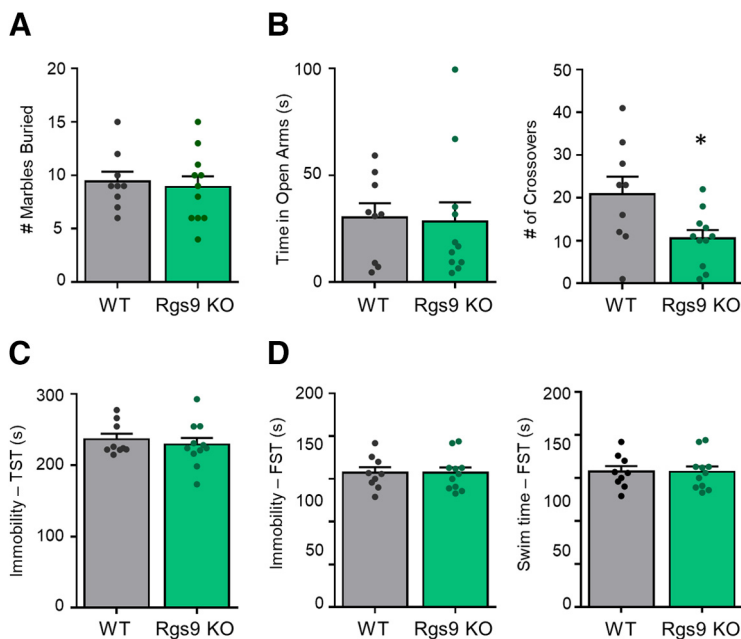 A
B
20
15
10
5
0
# Marbles Buried
WT
Rgs9 KO
100
50
0
Time in Open Arms (s)
WT
Rgs9 KO
50
40
30
20
10
0
# of Crossovers
*
WT
Rgs9 KO
C
D
300
200
100
0
Immobility – TST (s)
WT
Rgs9 KO
200
150
100
50
0
Immobility – FST (s)
WT
Rgs9 KO
200
150
100
50
0
Swim time – FST (s)
WT
Rgs9 KO